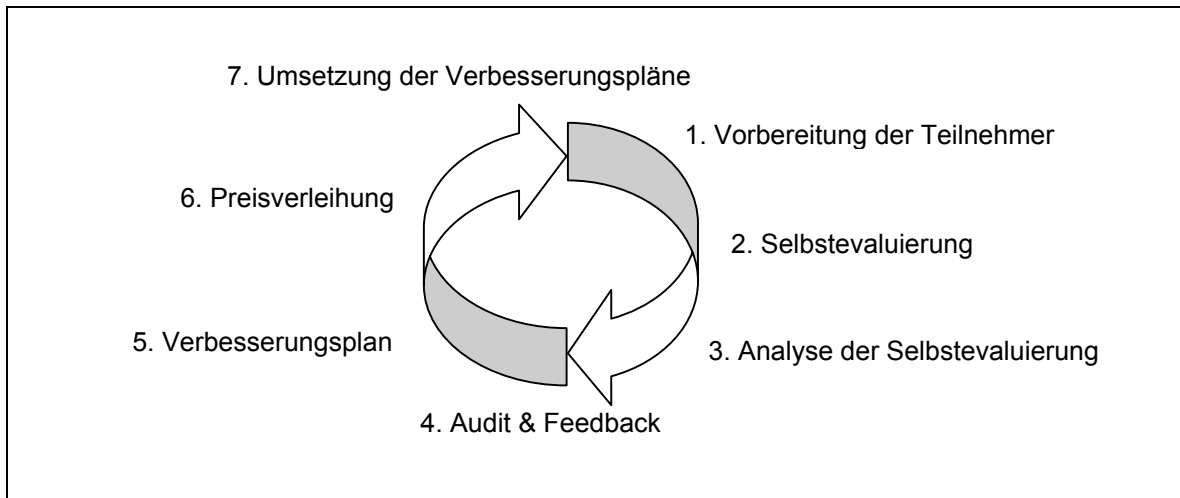 7. Umsetzung der Verbesserungspläne
1. Vorbereitung der Teilnehmer
6. Preisverleihung
2. Selbstevaluierung
5. Verbesserungsplan
3. Analyse der Selbstevaluierung
4. Audit & Feedback